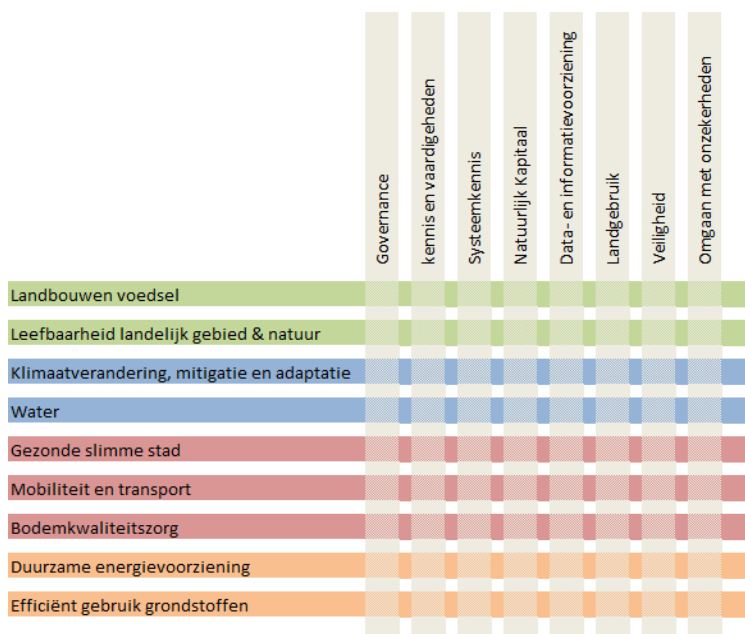 Governance
kennis en vaardigeheden
Systeemkennis
Natuurlijk Kapitaal
Data- en informatievoorziening
Landgebruik
Veiligheid
Omgaan met onzekerheden
Landbouwen voedsel
Leefbaarheid landelijk gebied & natuur
Klimaatverandering, mitigatie en adaptatie
Water
Gezonde slimme stad
Mobiliteit en transport
Bodemkwaliteitszorg
Duurzame energievoorziening
Efficiënt gebruik grondstoffen